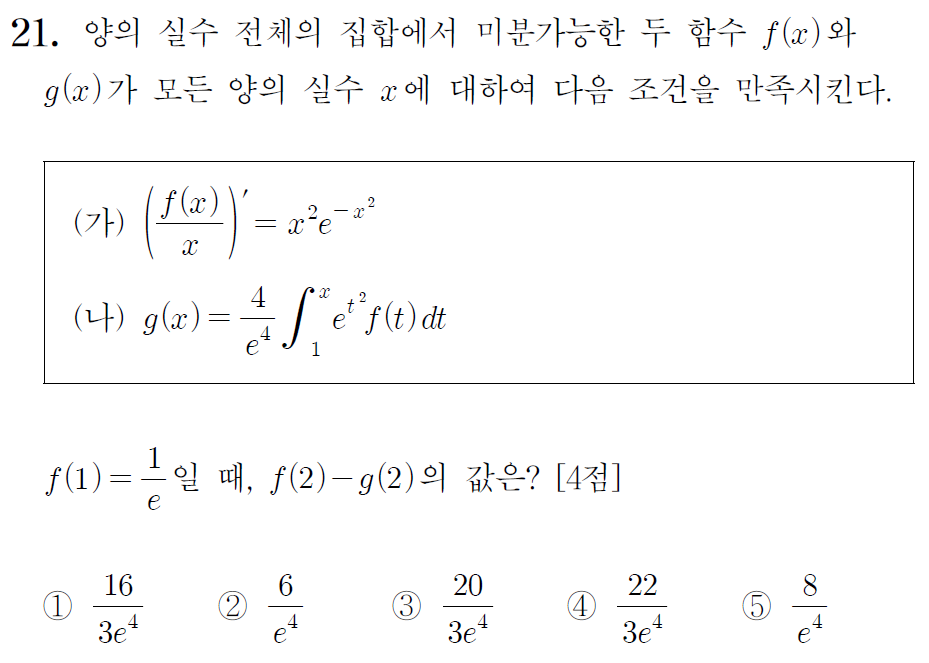 21. 양의 실수 전체의 집합에서 미분가능한 두 함수 f(x)와
g(x)가 모든 양의 실수 x에 대하여 다음 조건을 만족시킨다.
(가) (f(x)/x)′ = x²e^(−x²)
(나) g(x) = 4/e⁴ ∫₁ˣ e^(t²) f(t) dt
f(1) = 1/e 일 때, f(2)−g(2)의 값은? [4점]
① 16/3e⁴ ② 6/e⁴ ③ 20/3e⁴ ④ 22/3e⁴ ⑤ 8/e⁴